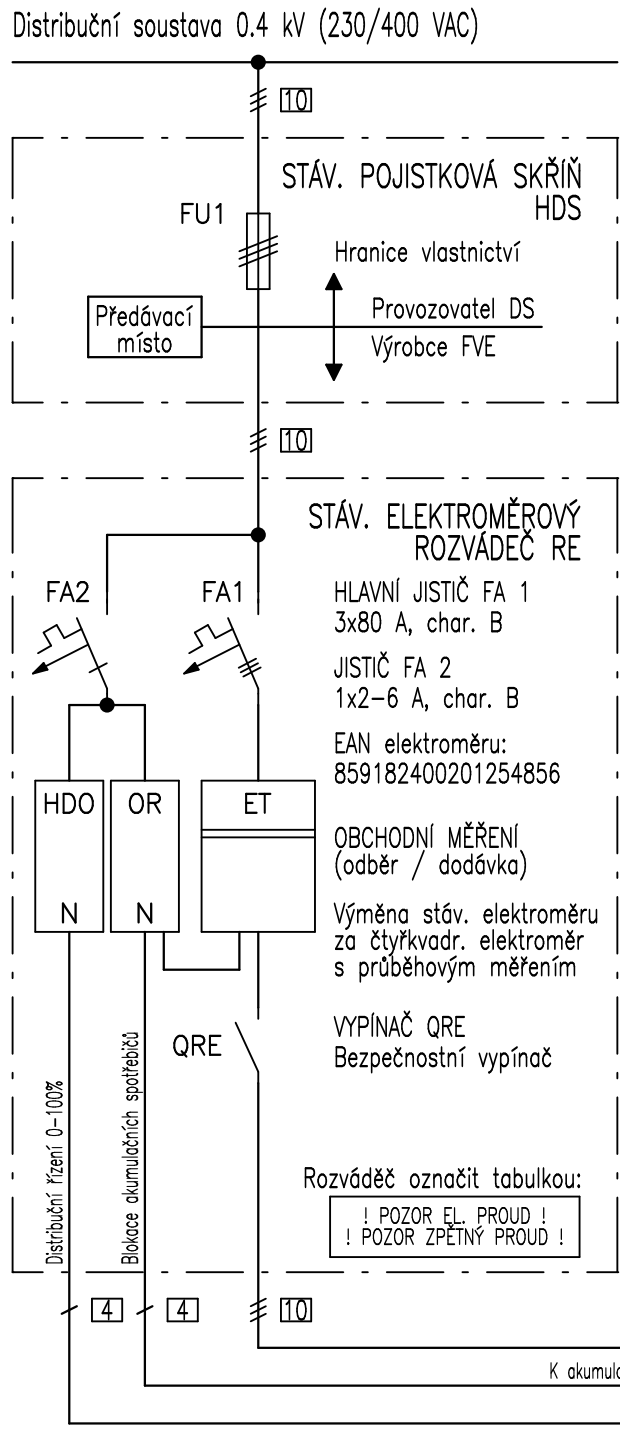 Distribuční soustava 0.4 kV (230/400 VAC)
10
STÁV. POJISTKOVÁ SKŘÍŇ
HDS
FU1
Hranice vlastnictví
Předávací
místo
Provozovatel DS
Výrobce FVE
10
STÁV. ELEKTROMĚROVÝ
ROZVÁDEČ RE
FA2
FA1
HLAVNÍ JISTIČ FA 1
3x80 A, char. B
JISTIČ FA 2
1x2-6 A, char. B
EAN elektroměru:
859182400201254856
HDO
OR
ET
OBCHODNÍ MĚŘENÍ
(odběr / dodávka)
N
N
Výměna stáv. elektroměru
za čtyřkvadr. elektroměr
s průběhovým měřením
QRE
VYPÍNAČ QRE
Bezpečnostní vypínač
Distribuční řízení 0-100%
Blokace akumulačních spotřebičů
Rozváděč označit tabulkou:
! POZOR EL. PROUD !
! POZOR ZPĚTNÝ PROUD !
4
4
10
K akumula